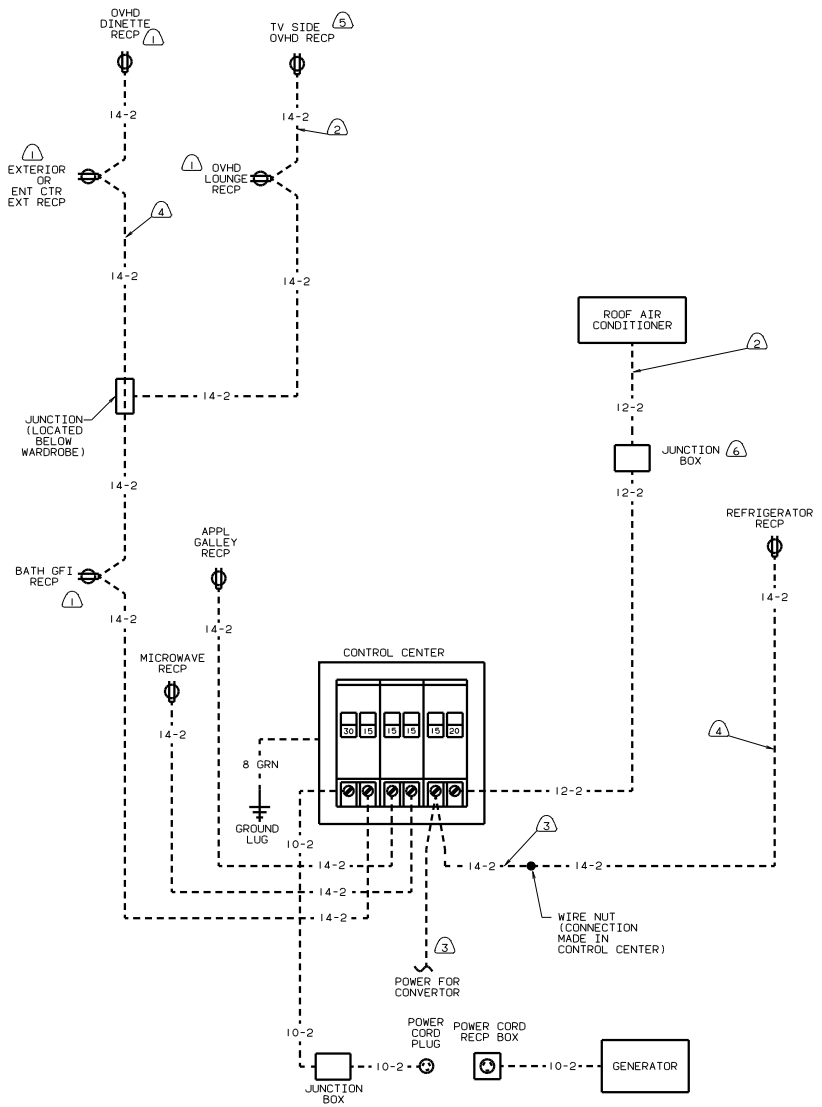 OVHD
DINETTE
RECP
1
TV SIDE
OVHD RECP
5
14-2
14-2
2
1
EXTERIOR
OR
ENT CTR
EXT RECP
1
OVHD
LOUNGE
RECP
4
14-2
14-2
ROOF AIR
CONDITIONER
2
14-2
12-2
JUNCTION
(LOCATED
BELOW
WARDROBE)
JUNCTION
BOX
6
14-2
12-2
REFRIGERATOR
RECP
APPL
GALLEY
RECP
BATH GFI
RECP
1
14-2
14-2
14-2
MICROWAVE
RECP
CONTROL CENTER
14-2
30
15
15
15
15
20
4
8 GRN
GROUND
LUG
12-2
10-2
3
14-2
14-2
14-2
14-2
14-2
WIRE NUT
(CONNECTION
MADE IN
CONTROL CENTER)
3
POWER FOR
CONVERTOR
10-2
POWER
CORD
PLUG
POWER CORD
RECP BOX
10-2
10-2
GENERATOR
JUNCTION
BOX